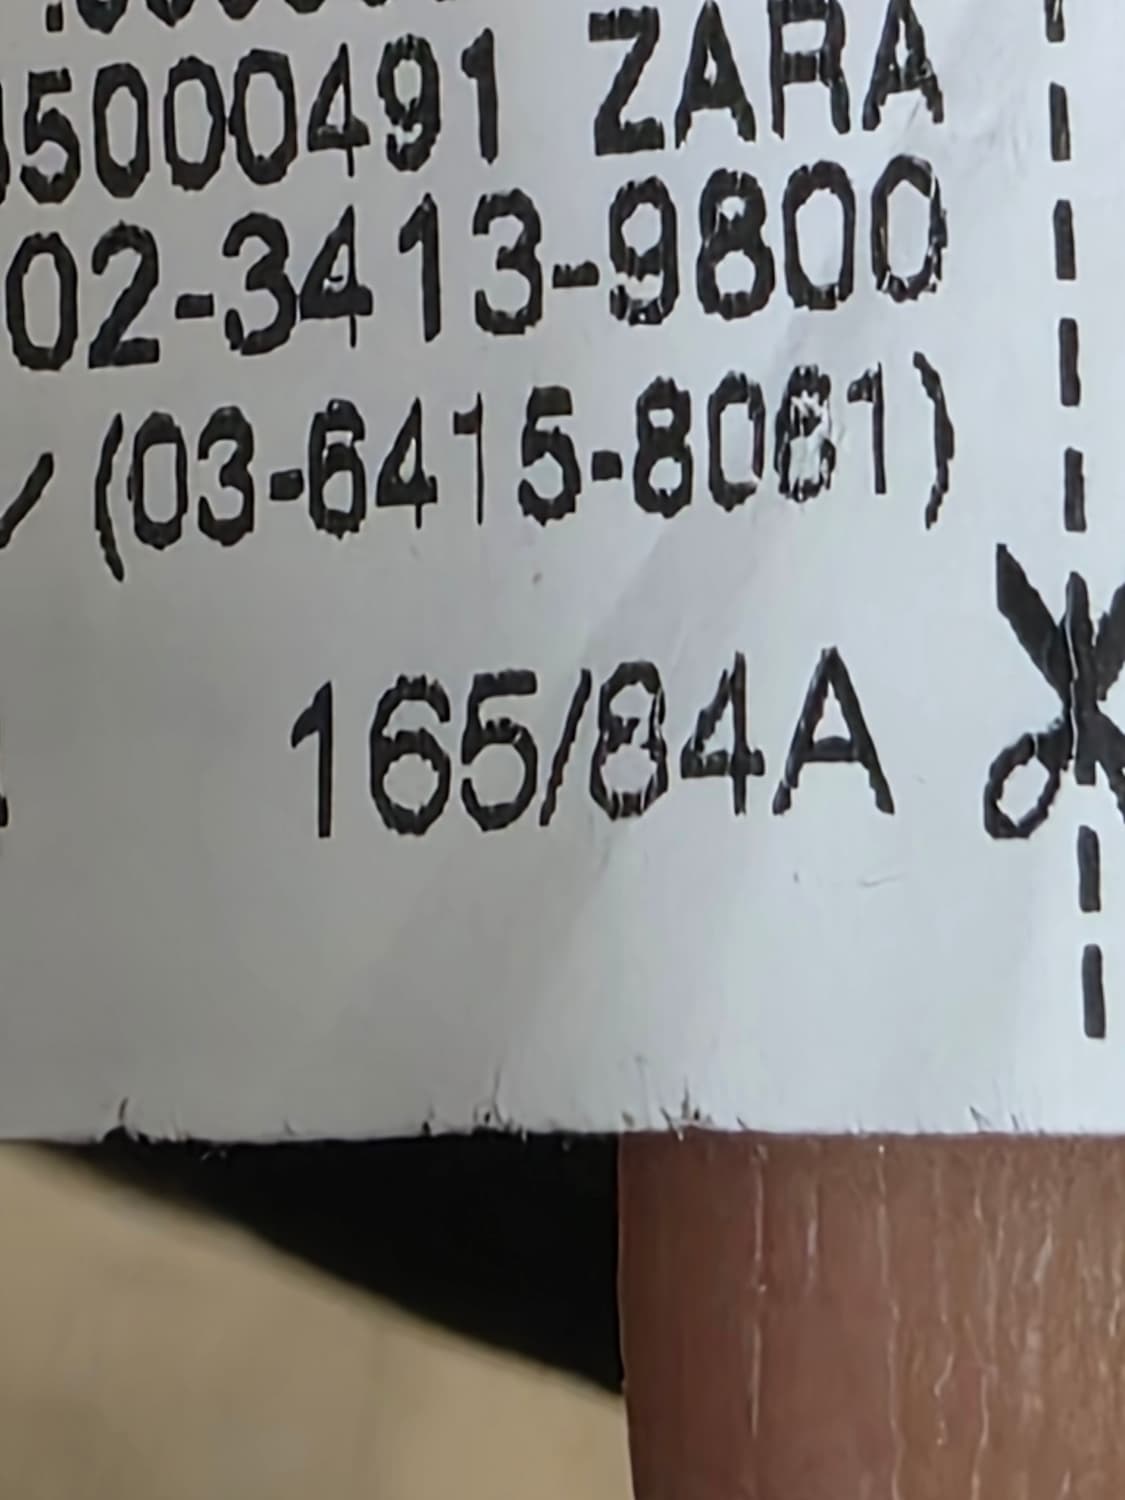 5000491 ZARA
02-3413-9800
(03-6415-8081)
165/84A